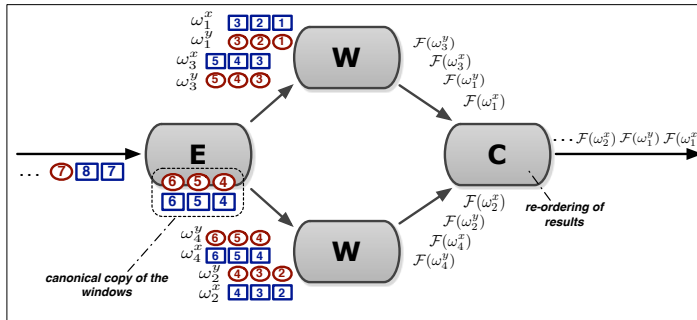 ω₁ˣ 3 2 1
ω₁ʸ 3 2 1
ω₃ˣ 5 4 3
ω₃ʸ 5 4 3
W
F(ω₃ʸ)
F(ω₃ˣ)
F(ω₁ʸ)
F(ω₁ˣ)
E
C
... F(ω₂ˣ) F(ω₁ʸ) F(ω₁ˣ)
... 7 8 7
6 5 4
6 5 4
re-ordering of
results
canonical copy of the
windows
ω₄ʸ 6 5 4
ω₄ˣ 6 5 4
ω₂ʸ 4 3 2
ω₂ˣ 4 3 2
W
F(ω₂ˣ)
F(ω₂ʸ)
F(ω₄ˣ)
F(ω₄ʸ)